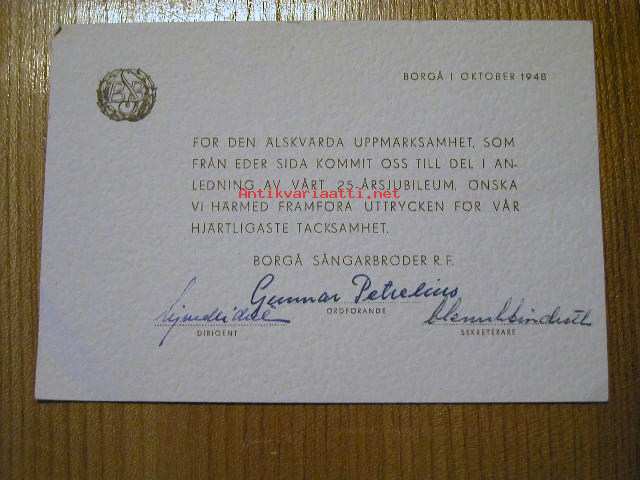 BORGÅ I OKTOBER 1948
FÖR DEN ÄLSKVÄRDA UPPMÄRKSAMHET, SOM
FRÅN EDER SIDA KOMMIT OSS TILL DEL I AN-
LEDNING AV VÅRT 25-ÅRSJUBILEUM, ÖNSKA
Antikvariaatti.net
VI HÄRMED FRAMFÖRA UTTRYCKEN FÖR VÅR
HJÄRTLIGASTE TACKSAMHET.
BORGÅ SÅNGARBRÖDER R.F.
Gunnar Petrelius
ORDFÖRANDE
DIRIGENT
SEKRETERARE